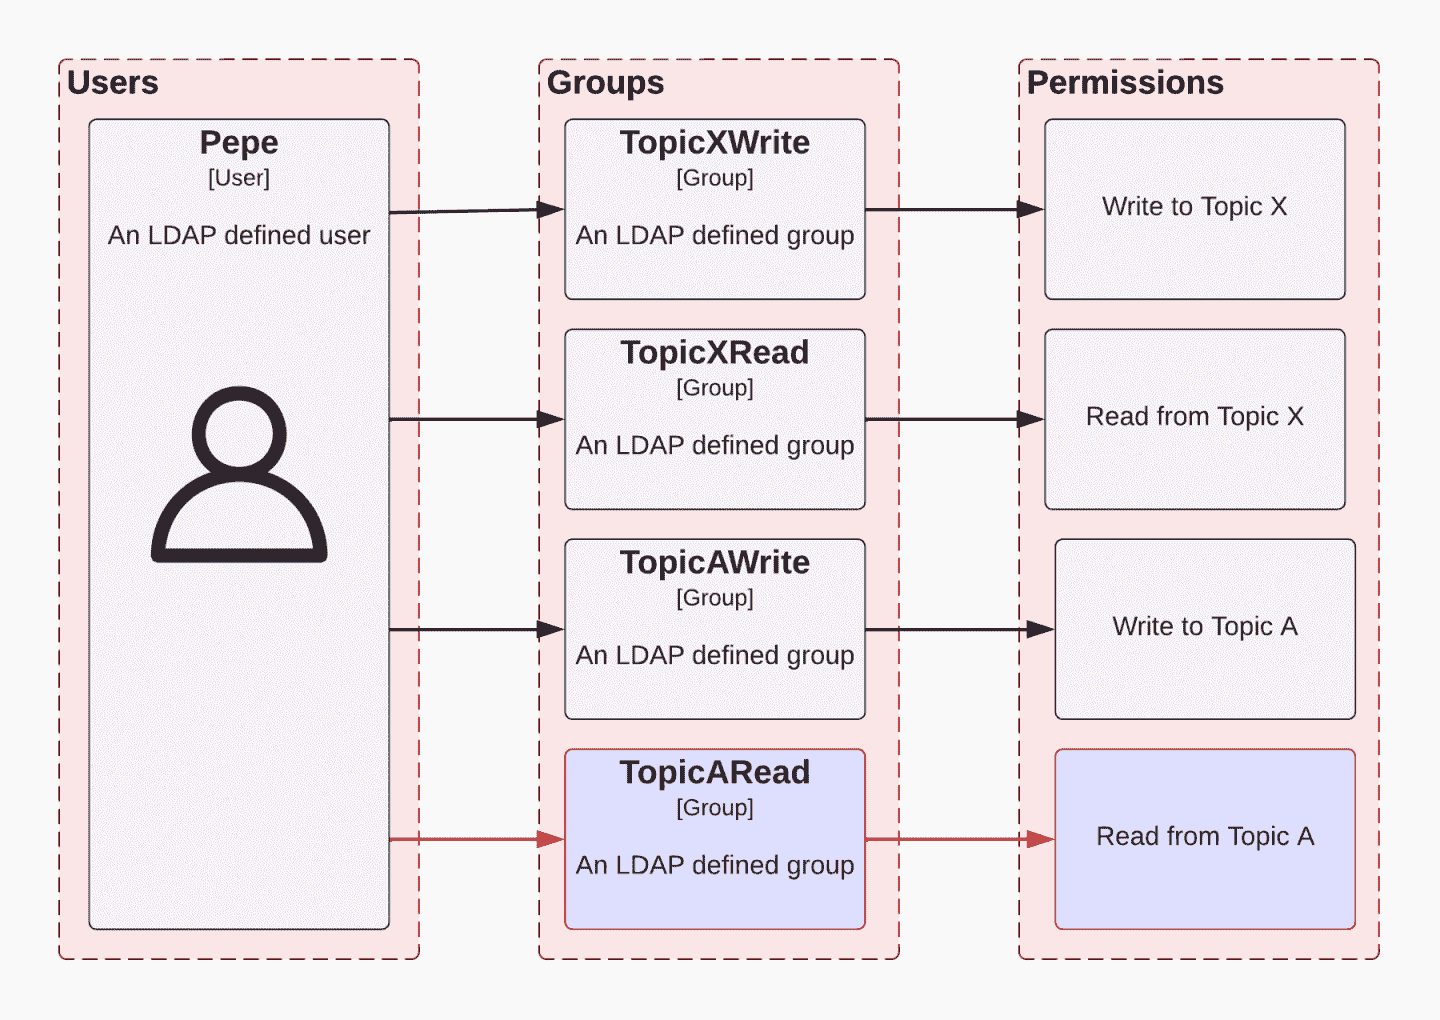 Users
Pepe
[User]
An LDAP defined user
Groups
TopicXWrite
[Group]
An LDAP defined group
TopicXRead
[Group]
An LDAP defined group
TopicAWrite
[Group]
An LDAP defined group
TopicARead
[Group]
An LDAP defined group
Permissions
Write to Topic X
Read from Topic X
Write to Topic A
Read from Topic A